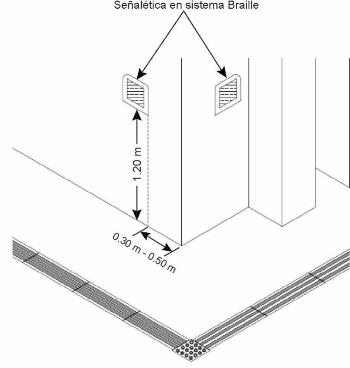 Señalética en sistema Braille
1.20 m
0.30 m - 0.50 m